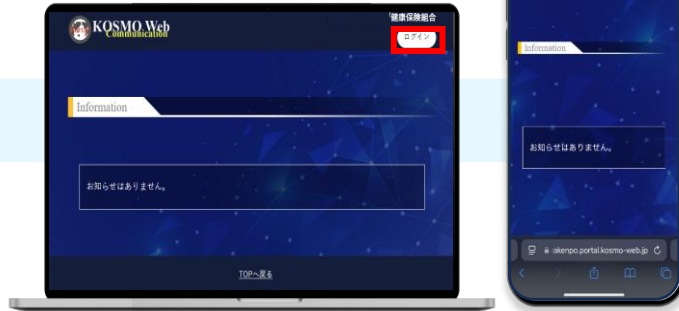 KOSMO Web
Communication
健康保険組合
ログイン
Information
お知らせはありません。
TOPへ戻る
Information
お知らせはありません。
akenpo.portal.kosmo-web.jp